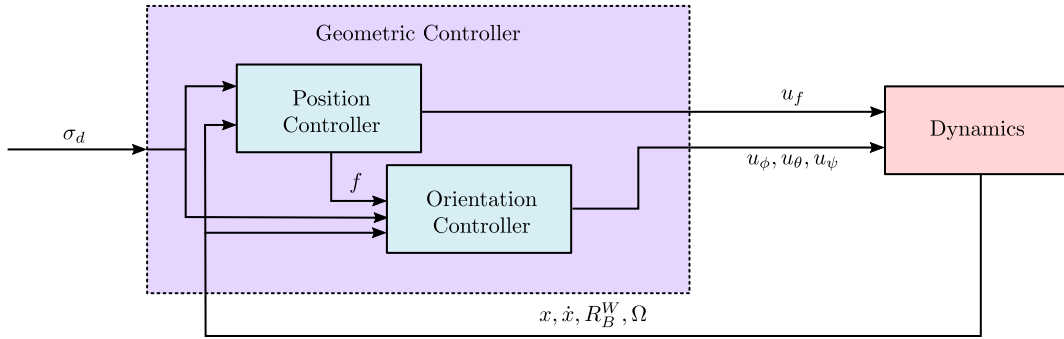 Geometric Controller
Position
Controller
u_f
Dynamics
σ_d
u_ϕ, u_θ, u_ψ
f
Orientation
Controller
x, ẋ, R_B^W, Ω